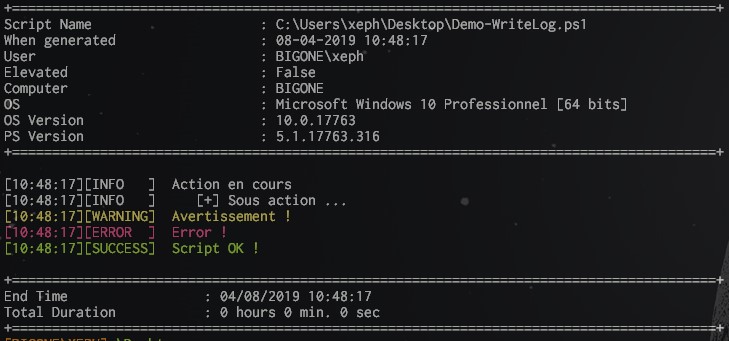 +===========================================================================================+
Script Name : C:\Users\xeph\Desktop\Demo-WriteLog.ps1
When generated : 08-04-2019 10:48:17
User : BIGONE\xeph
Elevated : False
Computer : BIGONE
OS : Microsoft Windows 10 Professionnel [64 bits]
OS Version : 10.0.17763
PS Version : 5.1.17763.316
+===========================================================================================+
[10:48:17][INFO   ]  Action en cours
[10:48:17][INFO   ]     [+] Sous action ...
[10:48:17][WARNING]  Avertissement !
[10:48:17][ERROR  ]  Error !
[10:48:17][SUCCESS]  Script OK !
+===========================================================================================+
End Time : 04/08/2019 10:48:17
Total Duration : 0 hours 0 min. 0 sec
+===========================================================================================+